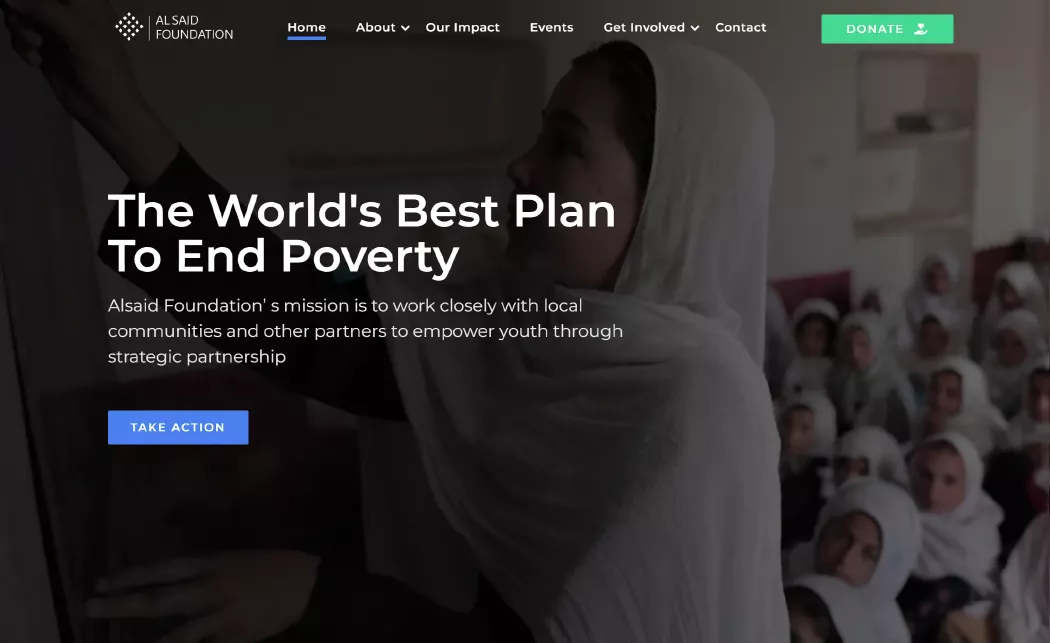 AL SAID
FOUNDATION
Home
About
Our Impact
Events
Get Involved
Contact
DONATE
The World's Best Plan
To End Poverty
Alsaid Foundation’ s mission is to work closely with local
communities and other partners to empower youth through
strategic partnership
TAKE ACTION